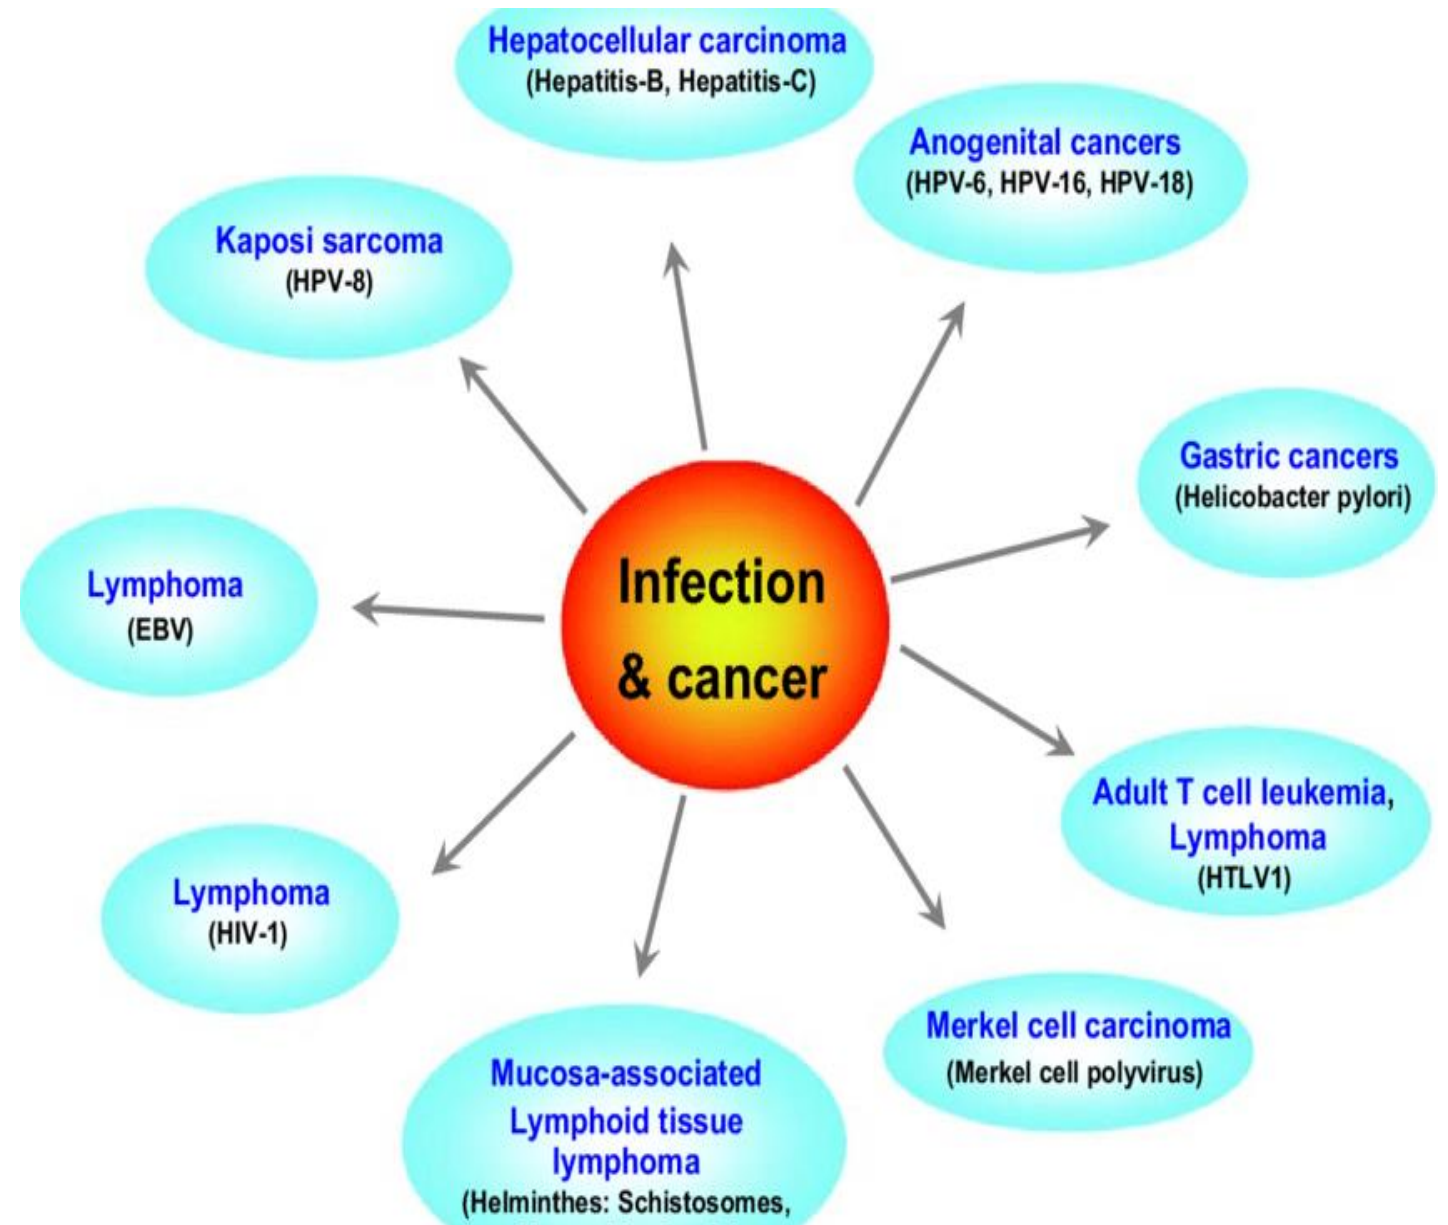 Hepatocellular carcinoma
(Hepatitis-B, Hepatitis-C)
Anogenital cancers
(HPV-6, HPV-16, HPV-18)
Kaposi sarcoma
(HPV-8)
Gastric cancers
(Helicobacter pylori)
Infection
& cancer
Lymphoma
(EBV)
Adult T cell leukemia,
Lymphoma
(HTLV1)
Lymphoma
(HIV-1)
Merkel cell carcinoma
(Merkel cell polyvirus)
Mucosa-associated
Lymphoid tissue
lymphoma
(Helminthes: Schistosomes,